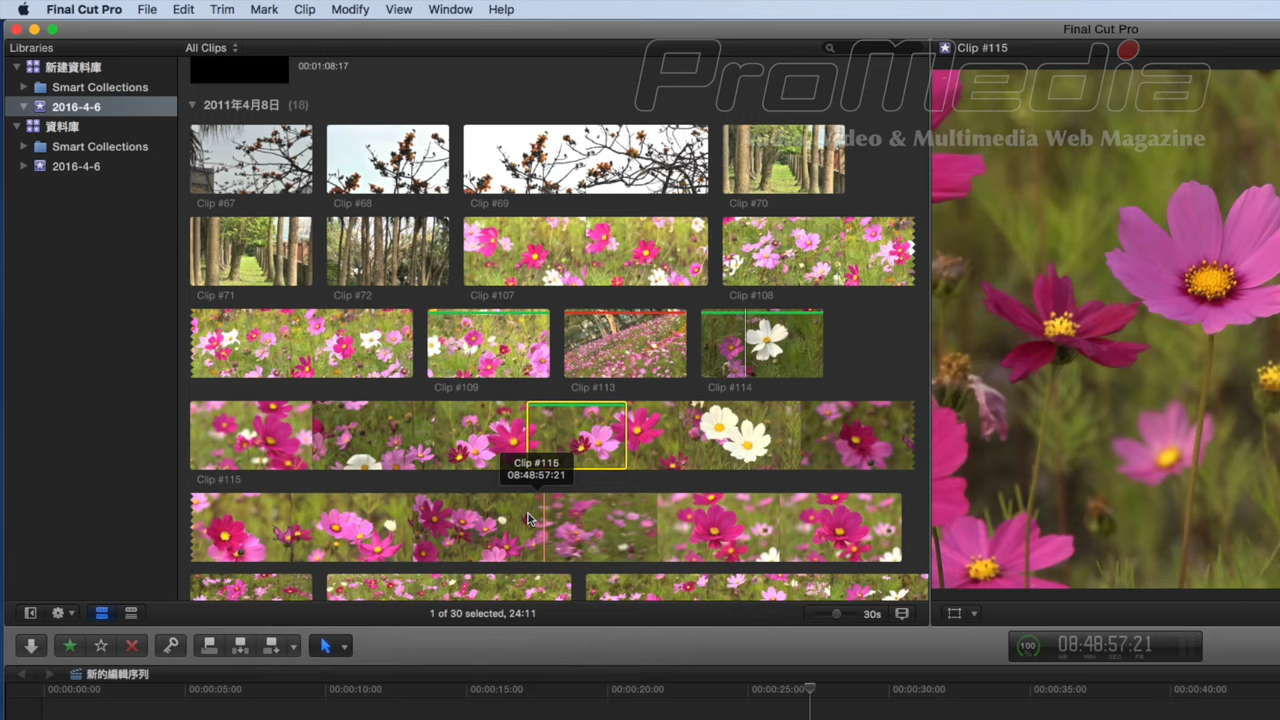 Final Cut Pro File Edit Trim Mark Clip Modify View Window Help
Final Cut Pro
Libraries
All Clips
Clip #115
新建資料庫
Smart Collections
2016-4-6
資料庫
Smart Collections
2016-4-6
00:01:08:17
ProMedia
Video & Multimedia Web Magazine
2011年4月8日 (18)
Clip #67 Clip #68 Clip #69 Clip #70
Clip #71 Clip #72 Clip #107 Clip #108
Clip #109 Clip #113 Clip #114
Clip #115
08:48:57:21
Clip #115
1 of 30 selected, 24:11
30s
100
%
08:48:57:21
HR MIN SEC FR
新的編輯序列
00:00:00:00 00:00:05:00 00:00:10:00 00:00:15:00 00:00:20:00 00:00:25:00 00:00:30:00 00:00:35:00 00:00:40:00